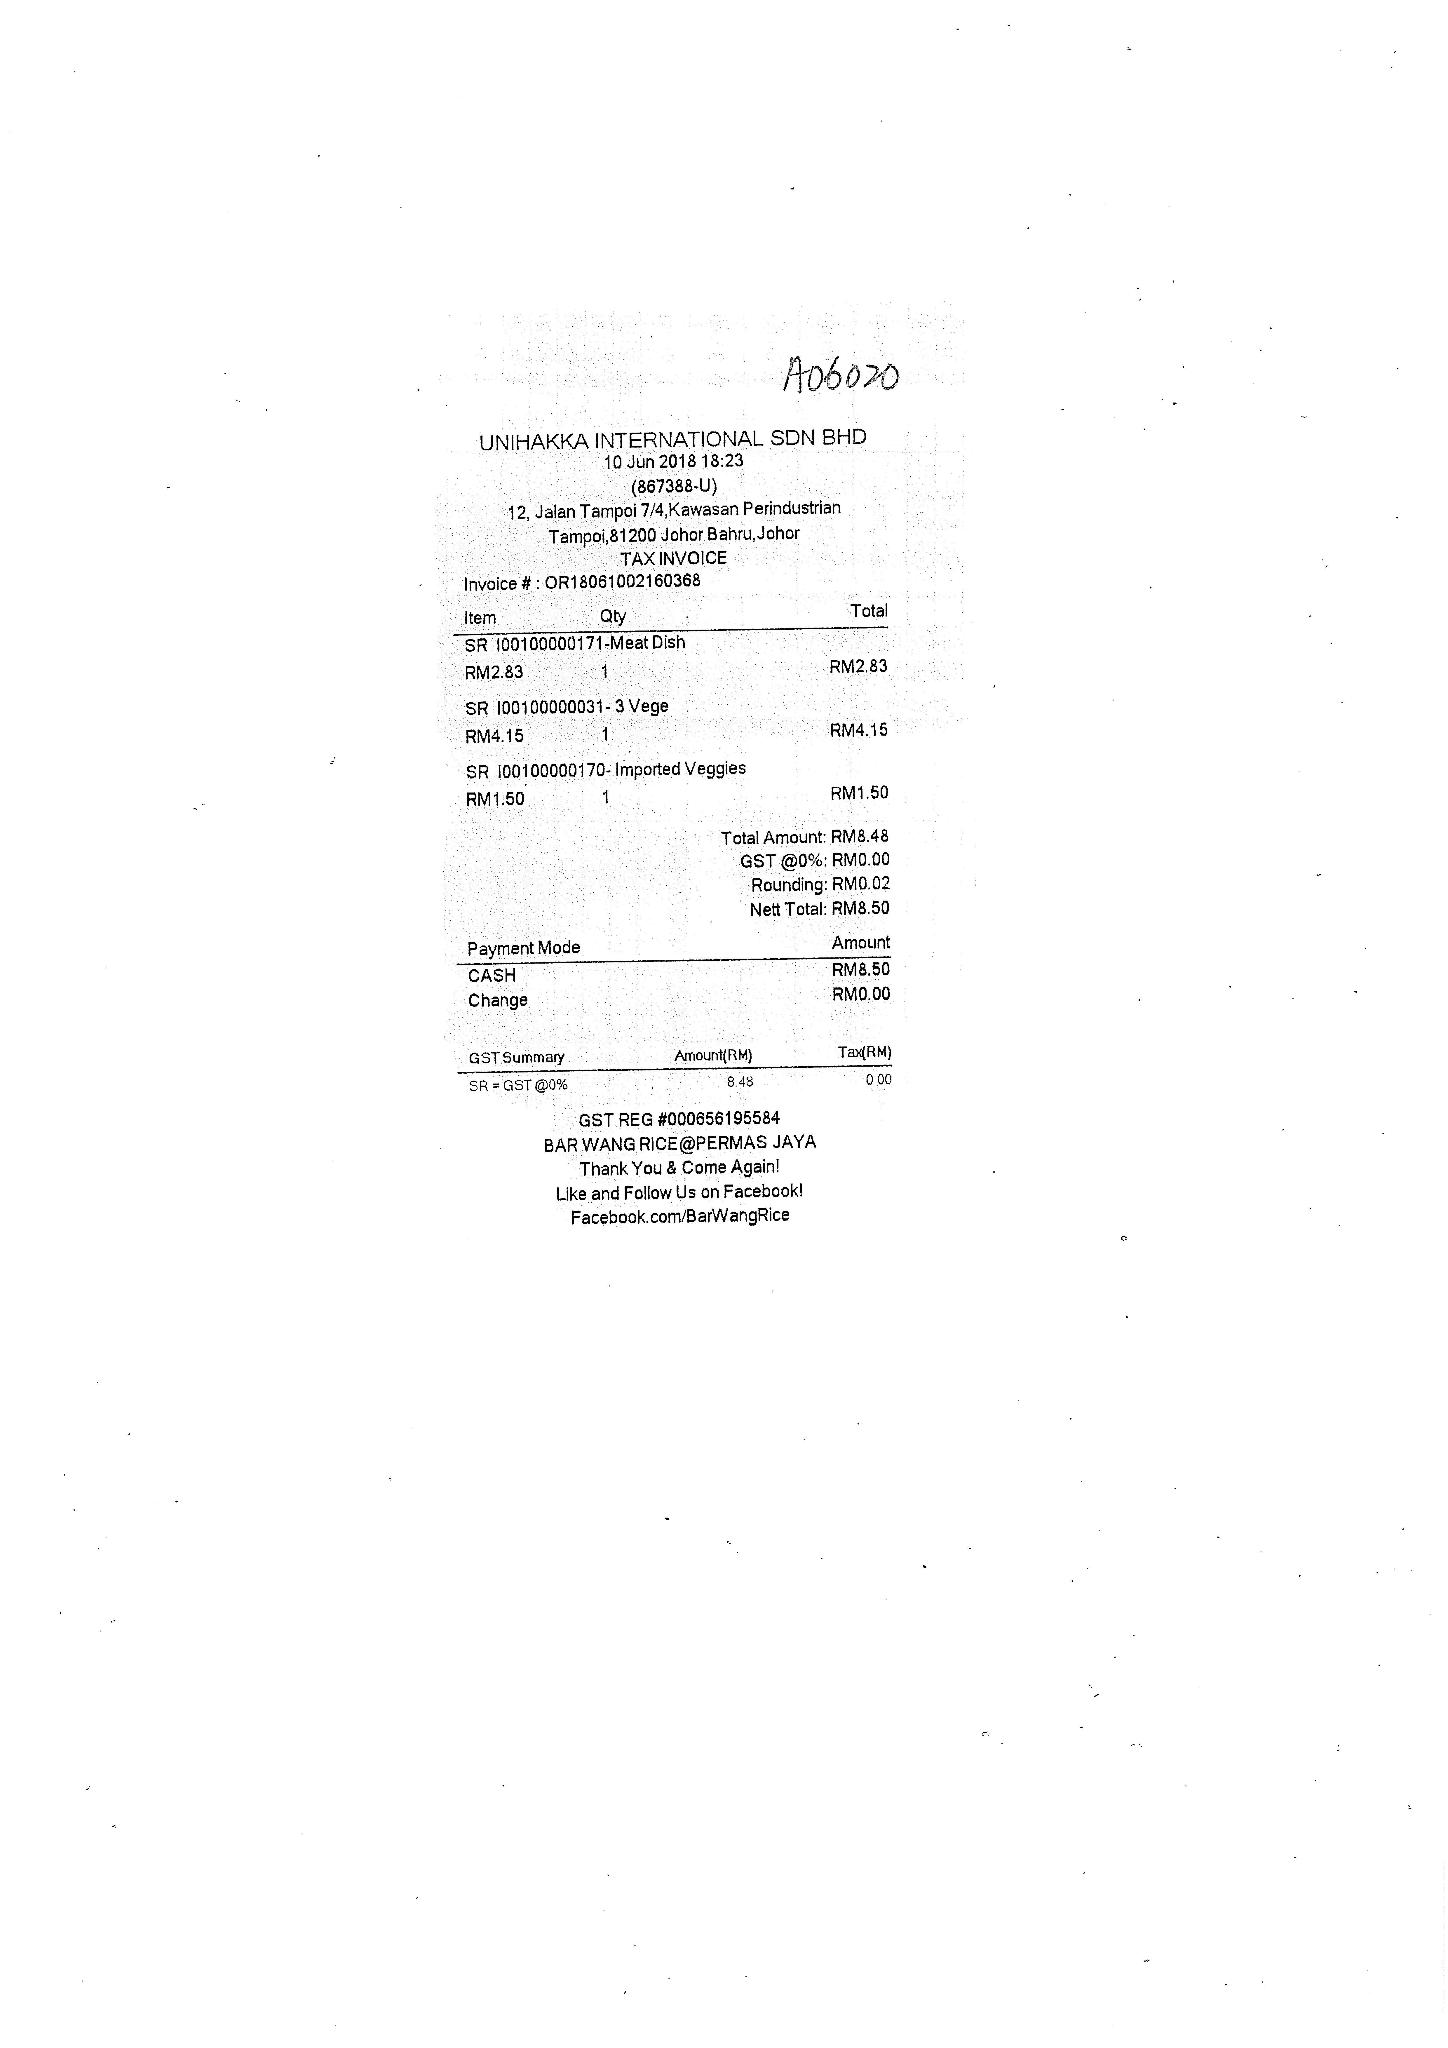 A06020
UNIHAKKA INTERNATIONAL SDN BHD
10 Jun 2018 18:23
(867388-U)
12, Jalan Tampoi 7/4,Kawasan Perindustrian
Tampoi,81200 Johor Bahru,Johor
TAX INVOICE
Invoice # : OR18061002160368
Item Qty Total
SR I00100000171-Meat Dish
RM2.83 1 RM2.83
SR I00100000031- 3 Vege
RM4.15 1 RM4.15
SR I00100000170- Imported Veggies
RM1.50 1 RM1.50
Total Amount: RM8.48
GST @0%: RM0.00
Rounding: RM0.02
Nett Total: RM8.50
Payment Mode Amount
CASH RM8.50
Change RM0.00
GST Summary Amount(RM) Tax(RM)
SR = GST @0% 8.48 0.00
GST REG #000656195584
BAR WANG RICE@PERMAS JAYA
Thank You & Come Again!
Like and Follow Us on Facebook!
Facebook.com/BarWangRice